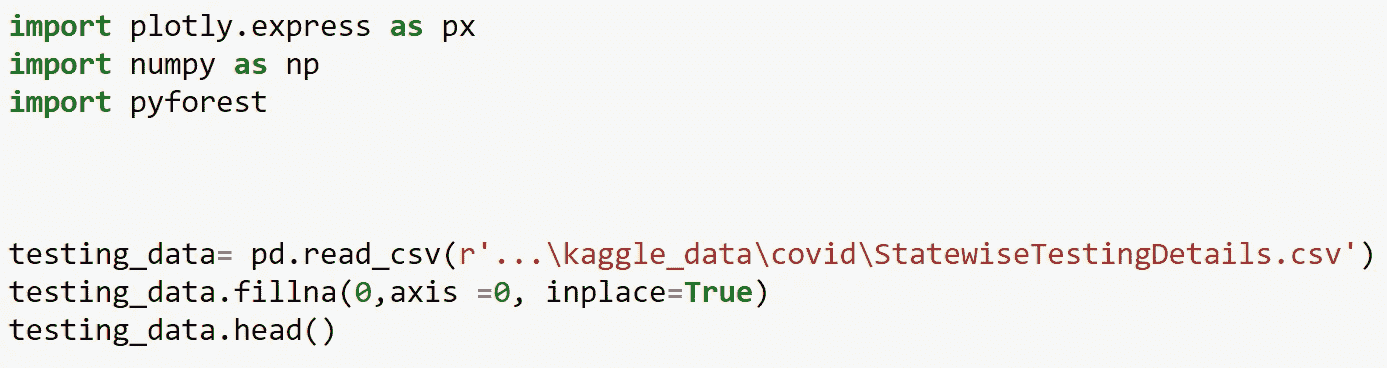 import plotly.express as px
import numpy as np
import pyforest
testing_data= pd.read_csv(r'...\kaggle_data\covid\StatewiseTestingDetails.csv')
testing_data.fillna(0,axis =0, inplace=True)
testing_data.head()